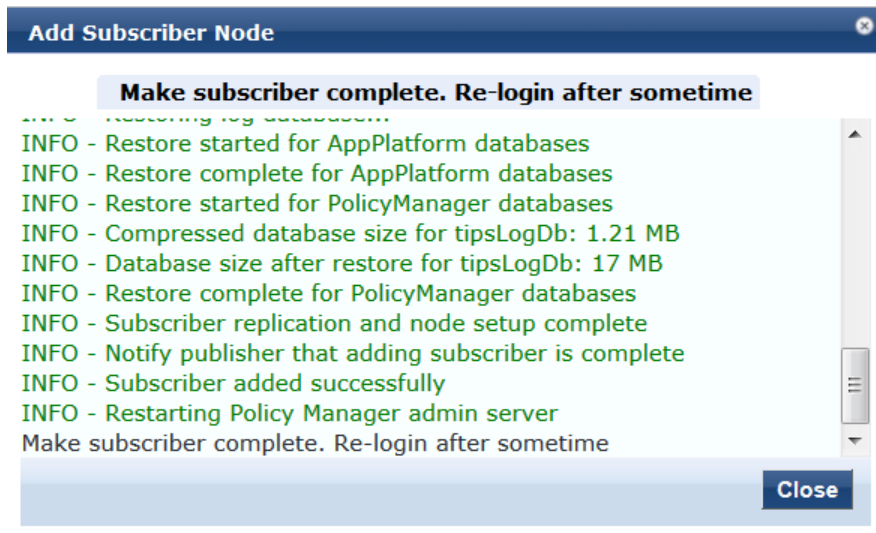 Add Subscriber Node
Make subscriber complete. Re-login after sometime
INFO - Restoring log database...
INFO - Restore started for AppPlatform databases
INFO - Restore complete for AppPlatform databases
INFO - Restore started for PolicyManager databases
INFO - Compressed database size for tipsLogDb: 1.21 MB
INFO - Database size after restore for tipsLogDb: 17 MB
INFO - Restore complete for PolicyManager databases
INFO - Subscriber replication and node setup complete
INFO - Notify publisher that adding subscriber is complete
INFO - Subscriber added successfully
INFO - Restarting Policy Manager admin server
Make subscriber complete. Re-login after sometime
Close